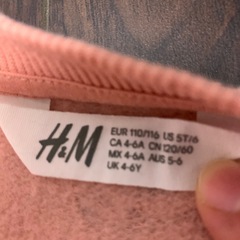 H&M
EUR 110/116 US 5T/6
CA 4-6A CN 120/60
MX 4-6A AUS 5-6
UK 4-6Y